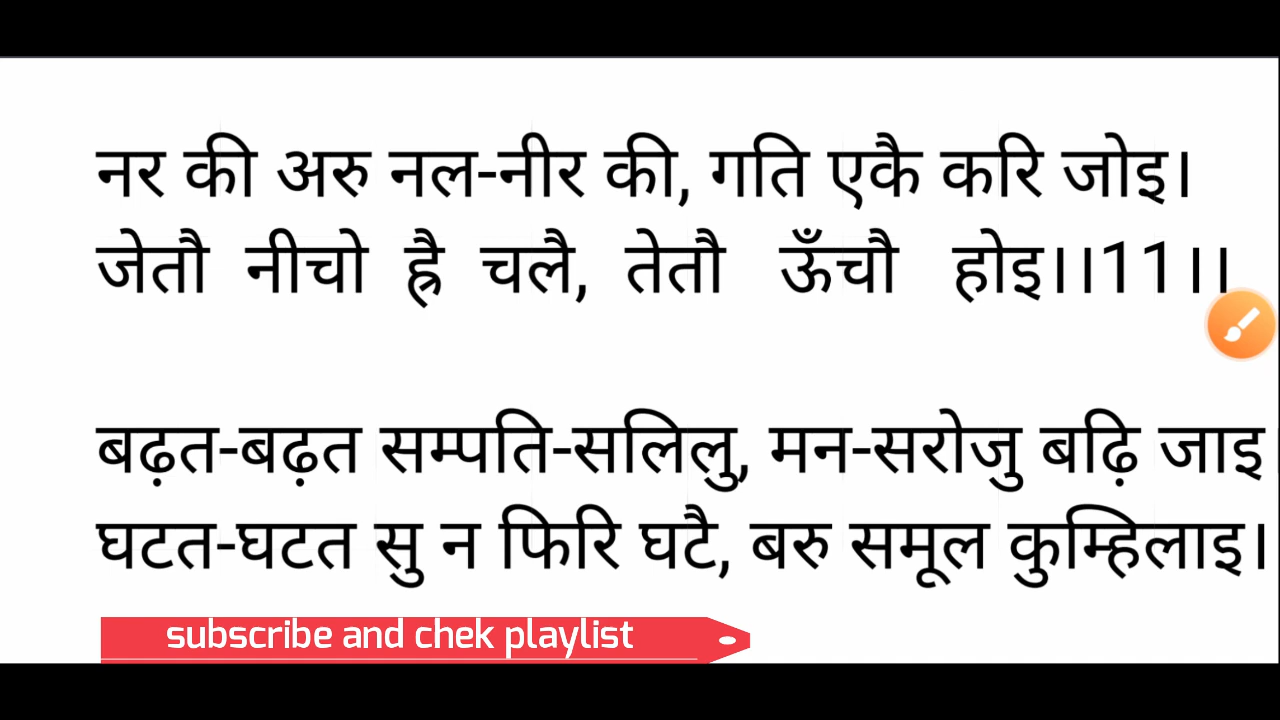 नर की अरु नल-नीर की, गति एकै करि जोइ।
जेतौ नीचो ह्वै चलै, तेतौ ऊँचौ होइ।।11।।
बढ़त-बढ़त सम्पति-सलिलु, मन-सरोजु बढ़ि जाइ
घटत-घटत सु न फिरि घटै, बरु समूल कुम्हिलाइ।
subscribe and chek playlist